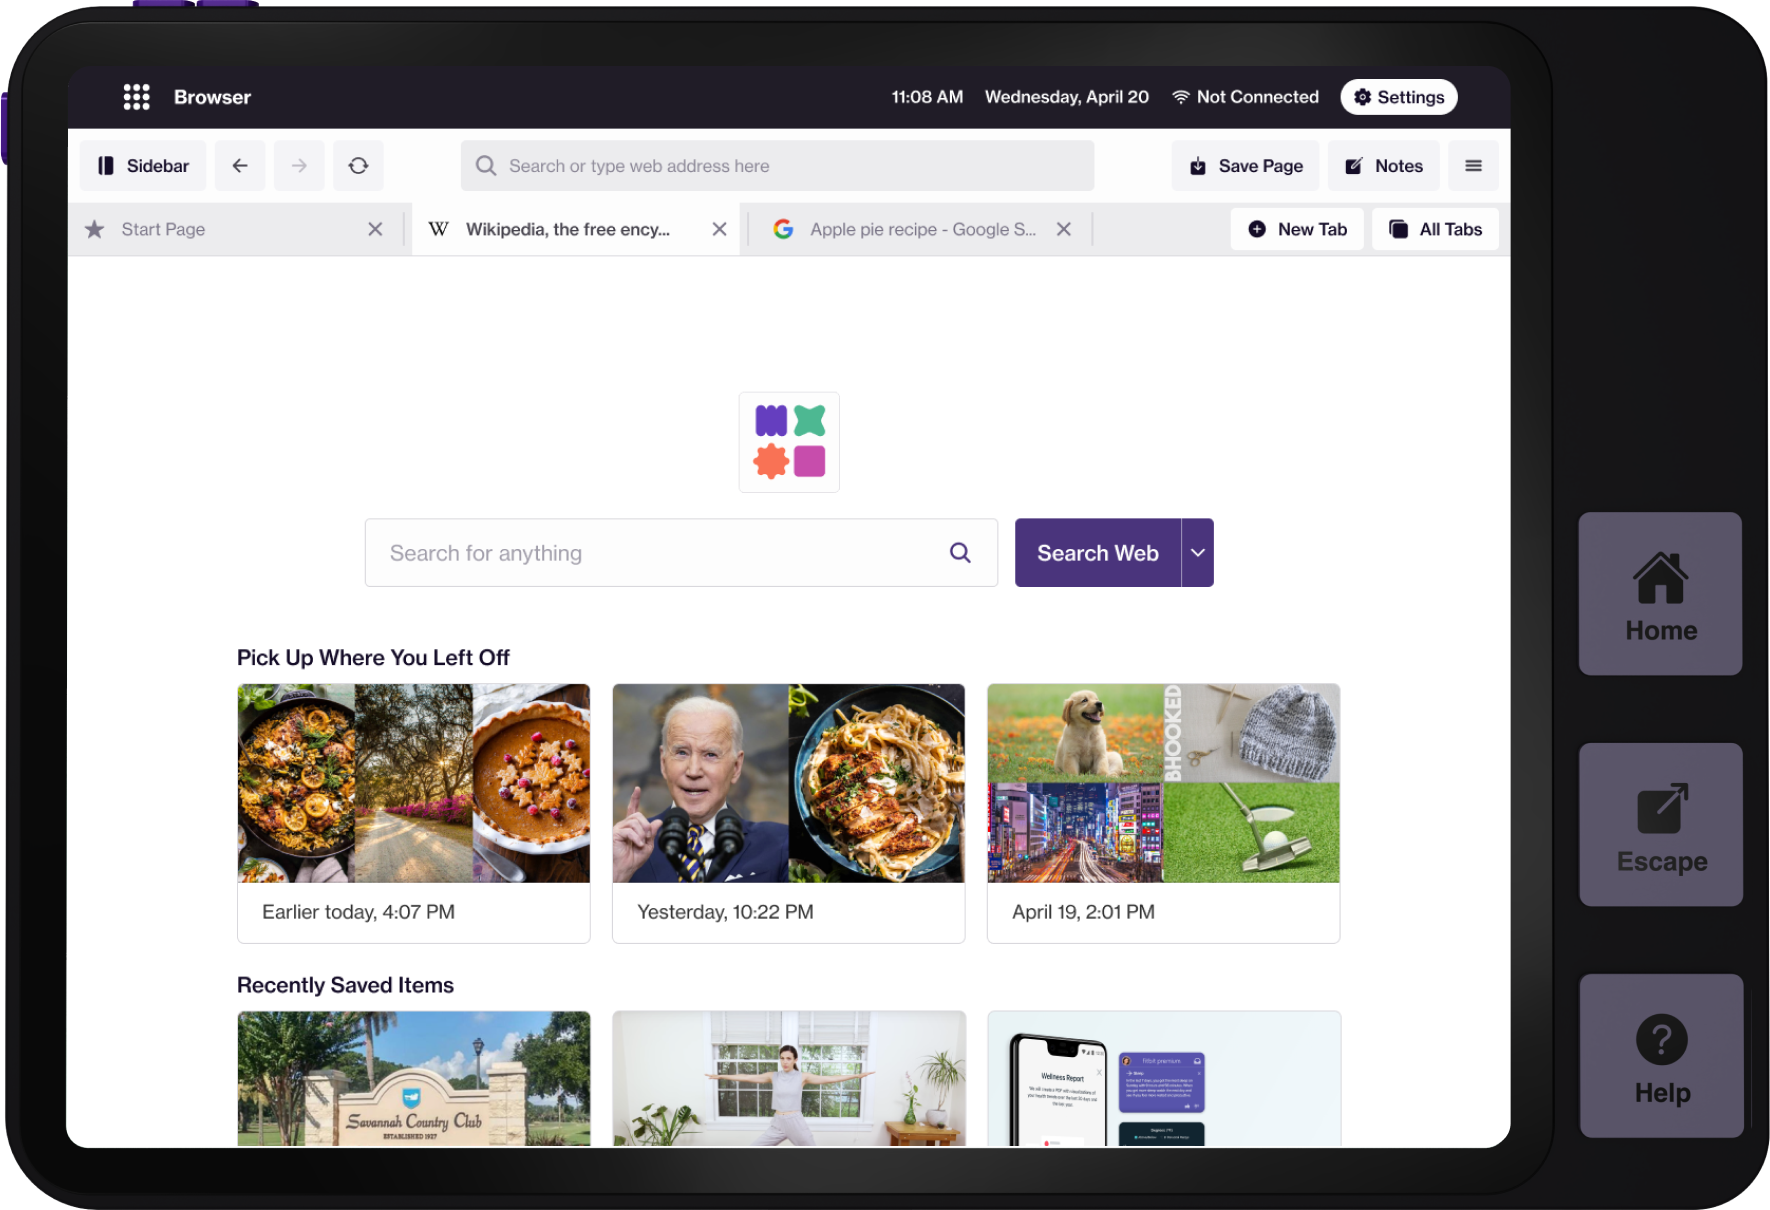 Browser
11:08 AM Wednesday, April 20 Not Connected Settings
Sidebar
Search or type web address here
Save Page Notes
Start Page
W Wikipedia, the free ency...
Apple pie recipe - Google S...
New Tab All Tabs
Search for anything
Search Web
Pick Up Where You Left Off
BHOOKED
Earlier today, 4:07 PM
Yesterday, 10:22 PM
April 19, 2:01 PM
Recently Saved Items
Savannah Country Club
ESTABLISHED 1927
Wellness Report
Fitbit premium
Home
Escape
Help